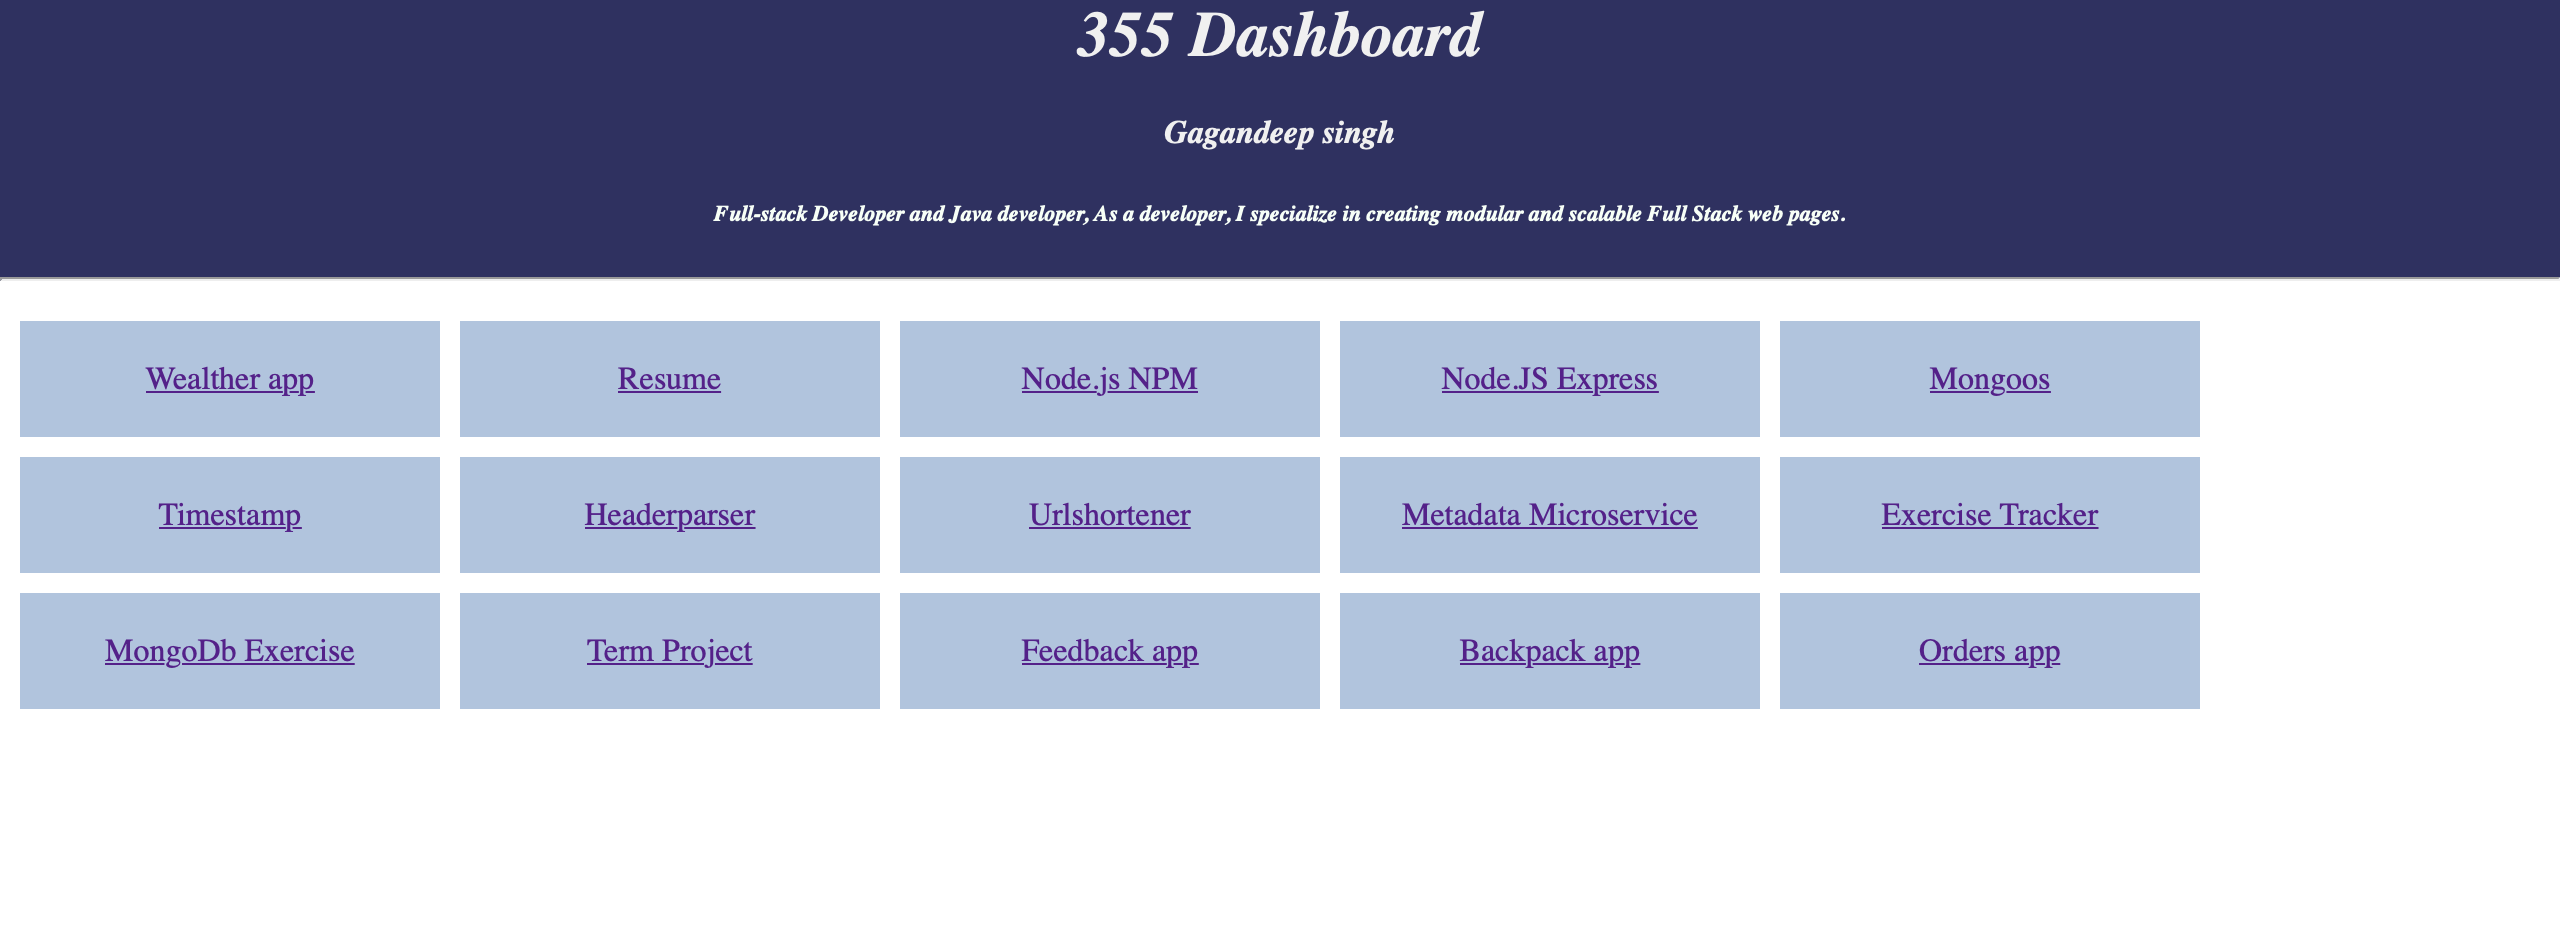 355 Dashboard
Gagandeep singh
Full-stack Developer and Java developer, As a developer, I specialize in creating modular and scalable Full Stack web pages.
Wealther app
Resume
Node.js NPM
Node.JS Express
Mongoos
Timestamp
Headerparser
Urlshortener
Metadata Microservice
Exercise Tracker
MongoDb Exercise
Term Project
Feedback app
Backpack app
Orders app